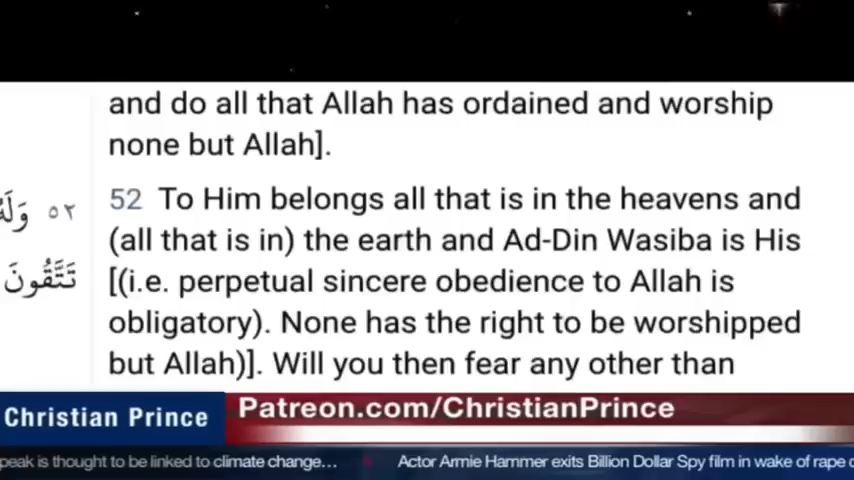 and do all that Allah has ordained and worship
none but Allah].
52 To Him belongs all that is in the heavens and
(all that is in) the earth and Ad-Din Wasiba is His
[(i.e. perpetual sincere obedience to Allah is
obligatory). None has the right to be worshipped
but Allah)]. Will you then fear any other than
٥٢
تَتَّقُونَ
Christian Prince
Patreon.com/ChristianPrince
is thought to be linked to climate change... Actor Armie Hammer exits Billion Dollar Spy film in wake of rape